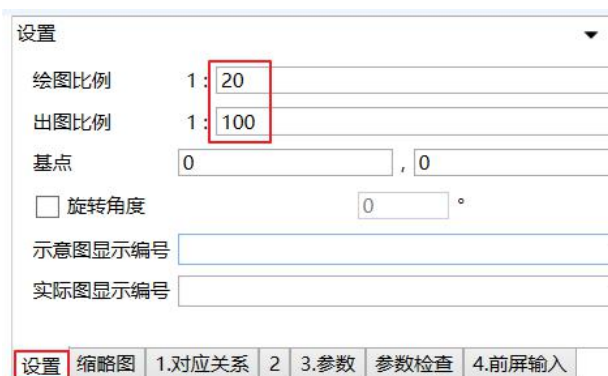 设置
绘图比例 1: 20
出图比例 1: 100
基点 0 , 0
旋转角度 0 °
示意图显示编号
实际图显示编号
设置 缩略图 1.对应关系 2 3.参数 参数检查 4.前屏输入